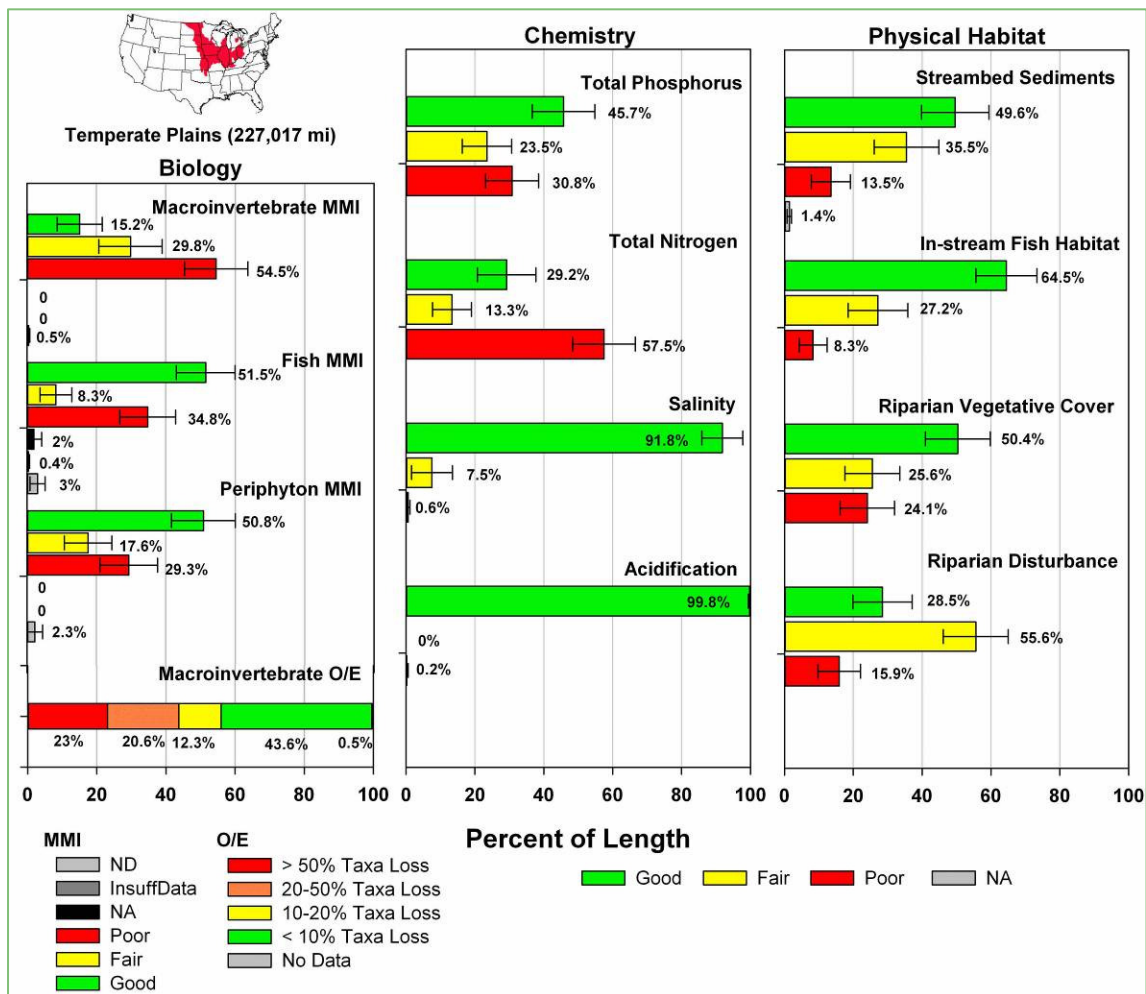 Temperate Plains (227,017 mi)
Biology
Macroinvertebrate MMI
15.2%
29.8%
54.5%
0
0
0.5%
Fish MMI
51.5%
8.3%
34.8%
2%
0.4%
3%
Periphyton MMI
50.8%
17.6%
29.3%
0
0
2.3%
Macroinvertebrate O/E
23% 20.6% 12.3% 43.6% 0.5%
0 20 40 60 80 100
Chemistry
Total Phosphorus
45.7%
23.5%
30.8%
Total Nitrogen
29.2%
13.3%
57.5%
Salinity
91.8%
7.5%
0.6%
Acidification
99.8%
0%
0.2%
0 20 40 60 80 100
Physical Habitat
Streambed Sediments
49.6%
35.5%
13.5%
1.4%
In-stream Fish Habitat
64.5%
27.2%
8.3%
Riparian Vegetative Cover
50.4%
25.6%
24.1%
Riparian Disturbance
28.5%
55.6%
15.9%
0 20 40 60 80 100
Percent of Length
MMI
ND
InsuffData
NA
Poor
Fair
Good
O/E
> 50% Taxa Loss
20-50% Taxa Loss
10-20% Taxa Loss
< 10% Taxa Loss
No Data
Good Fair Poor NA